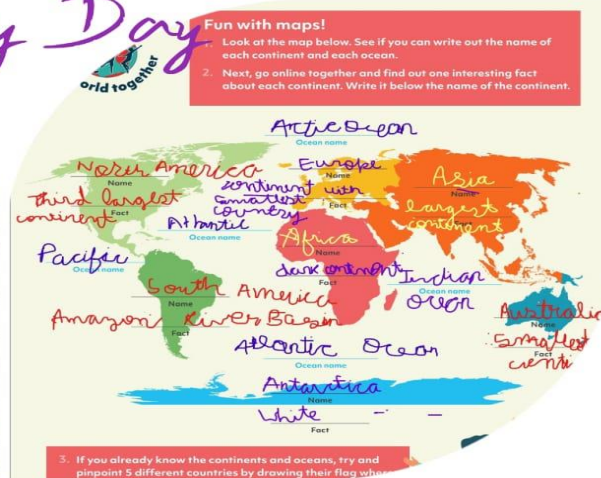 y Day
orld together
Fun with maps!
1. Look at the map below. See if you can write out the name of
each continent and each ocean.
2. Next, go online together and find out one interesting fact
about each continent. Write it below the name of the continent.
Arctic Ocean
Ocean name
North America
Name
Third largest
continent
Fact
Europe
Name
continent with
smallest
country
Fact
Asia
Name
largest
continent
Atlantic
Ocean name
Pacific
Ocean name
Africa
Name
dark continent
Fact
Indian
Ocean name
Ocean
South America
Name
Amazon River Basin
Fact
Australia
Name
Smallest
Fact
Atlantic Ocean
Ocean name
Antarctica
Name
White
Fact
3. If you already know the continents and oceans, try and
pinpoint 5 different countries by drawing their flag wher